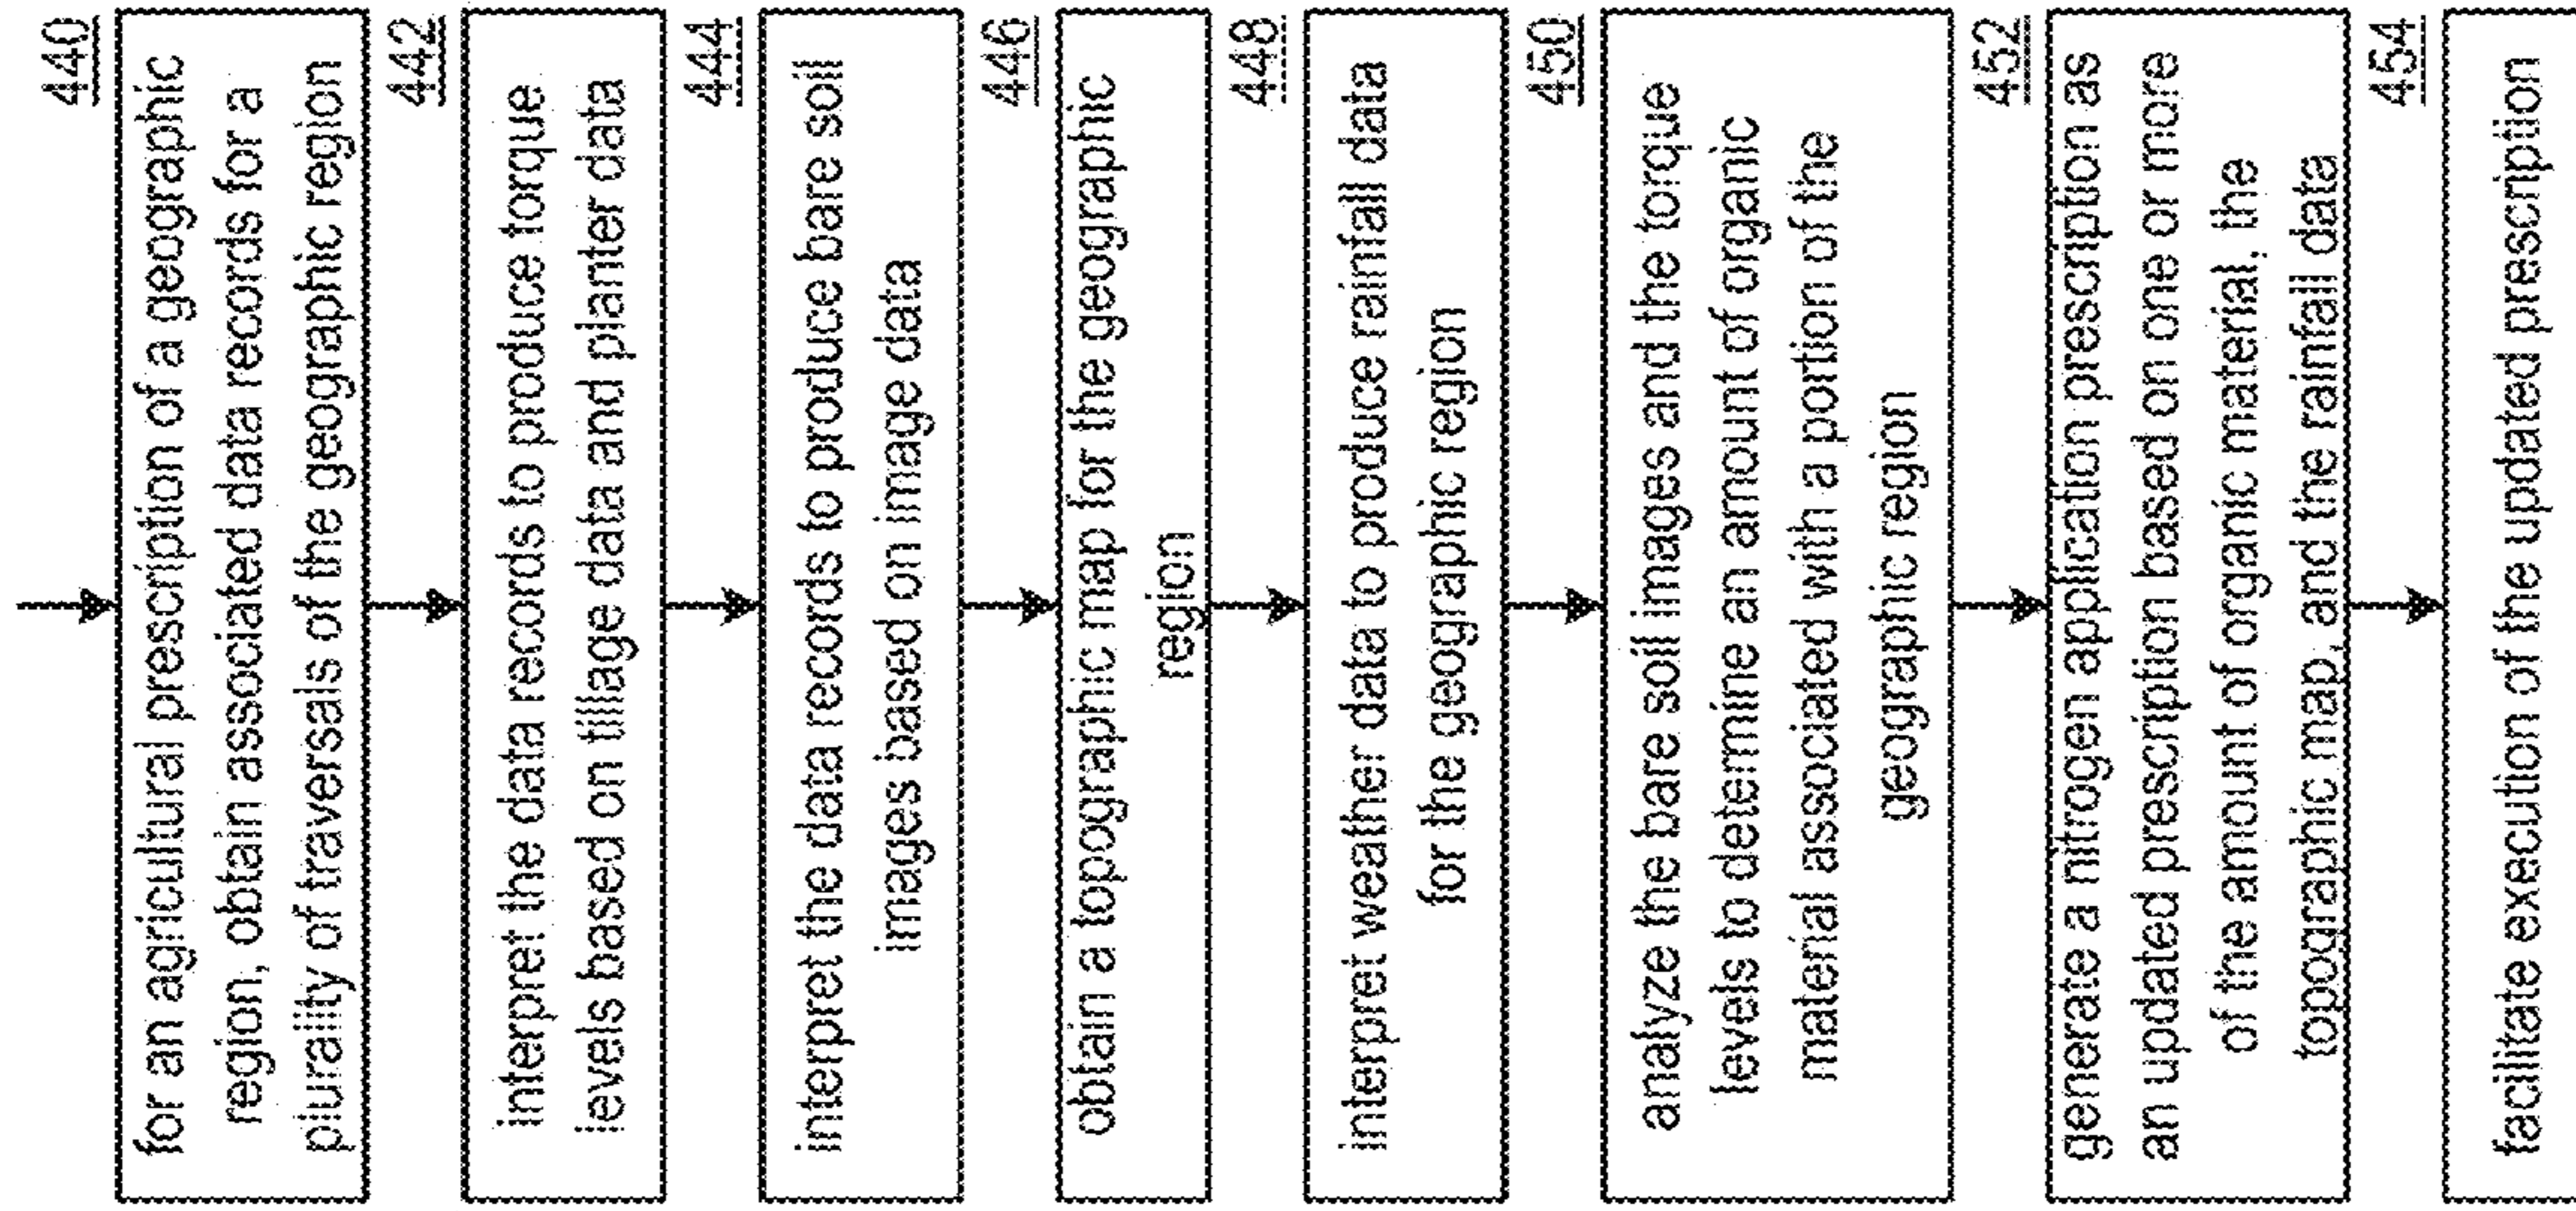 440
for an agricultural prescription of a geographic
region, obtain associated data records for a
plurality of traversals of the geographic region
442
interpret the data records to produce torque
levels based on tillage data and planter data
444
interpret the data records to produce bare soil
images based on image data
446
obtain a topographic map for the geographic
region
448
interpret weather data to produce rainfall data
for the geographic region
450
analyze the bare soil images and the torque
levels to determine an amount of organic
material associated with a portion of the
geographic region
452
generate a nitrogen application prescription as
an updated prescription based on one or more
of the amount of organic material, the
topographic map, and the rainfall data
454
facilitate execution of the updated prescription